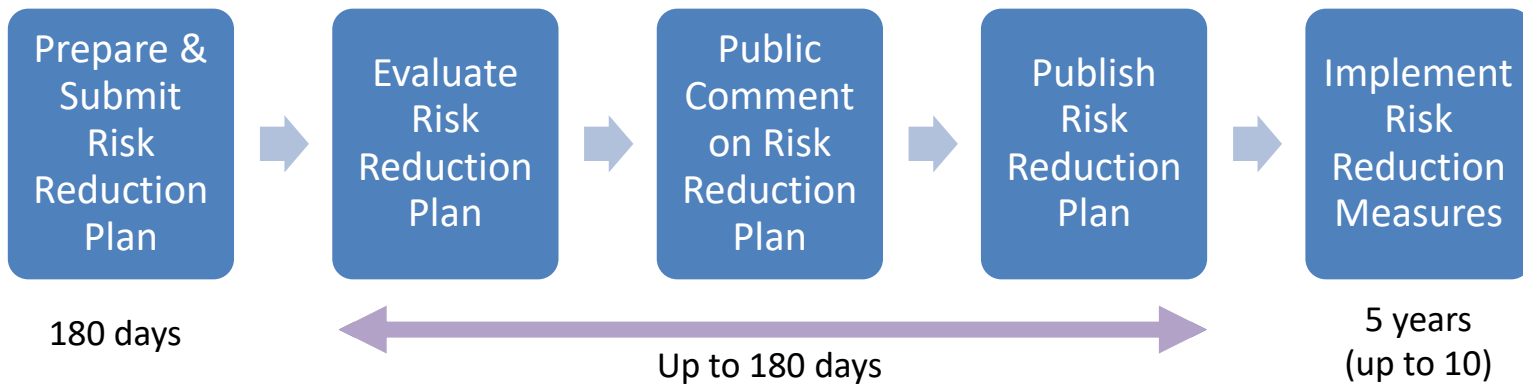 Prepare &
Submit
Risk
Reduction
Plan
Evaluate
Risk
Reduction
Plan
Public
Comment
on Risk
Reduction
Plan
Publish
Risk
Reduction
Plan
Implement
Risk
Reduction
Measures
180 days
Up to 180 days
5 years
(up to 10)